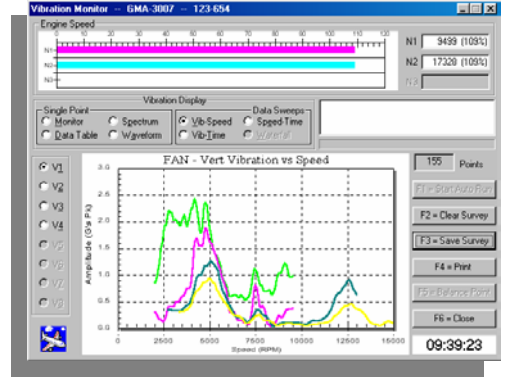 Vibration Monitor -- GMA-3007 -- 123-654
Engine Speed
0 10 20 30 40 50 60 70 80 90 100 110 120 130
N1-
N2-
N3-
N1 9499 (109%)
N2 17328 (109%)
N3
Vibration Display
Single Point
Data Sweeps
Monitor Spectrum Vib-Speed Speed-Time
Data Table Waveform Vib-Time Waterfall
V1
V2
V3
V4
V5
V6
V7
V8
FAN - Vert Vibration vs Speed
Amplitude (G's Pk)
3.0
2.5
2.0
1.5
1.0
0.5
0.0
0 2500 5000 7500 10000 12500 15000
Speed (RPM)
155 Points
F1 = Start Auto Run
F2 = Clear Survey
F3 = Save Survey
F4 = Print
F5 = Balance Point
F6 = Close
09:39:23